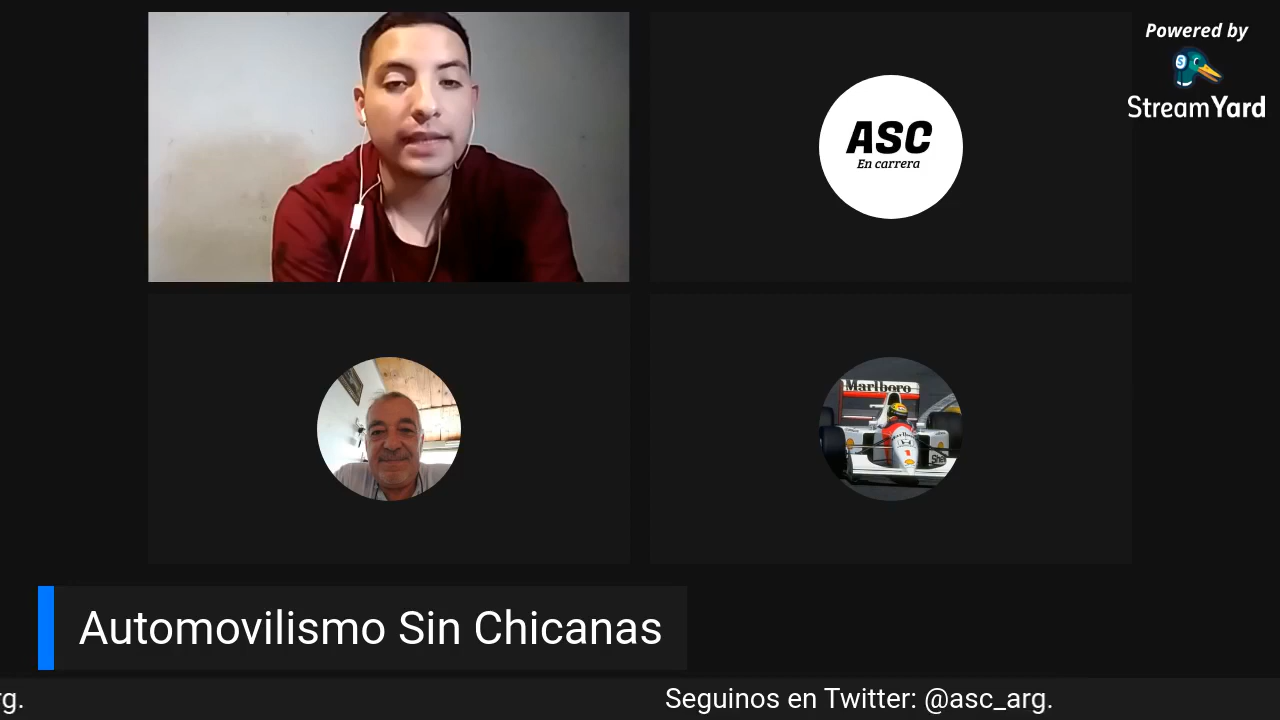 Powered by
StreamYard
ASC
En carrera
Marlboro
Automovilismo Sin Chicanas
rg.
Seguinos en Twitter: @asc_arg.